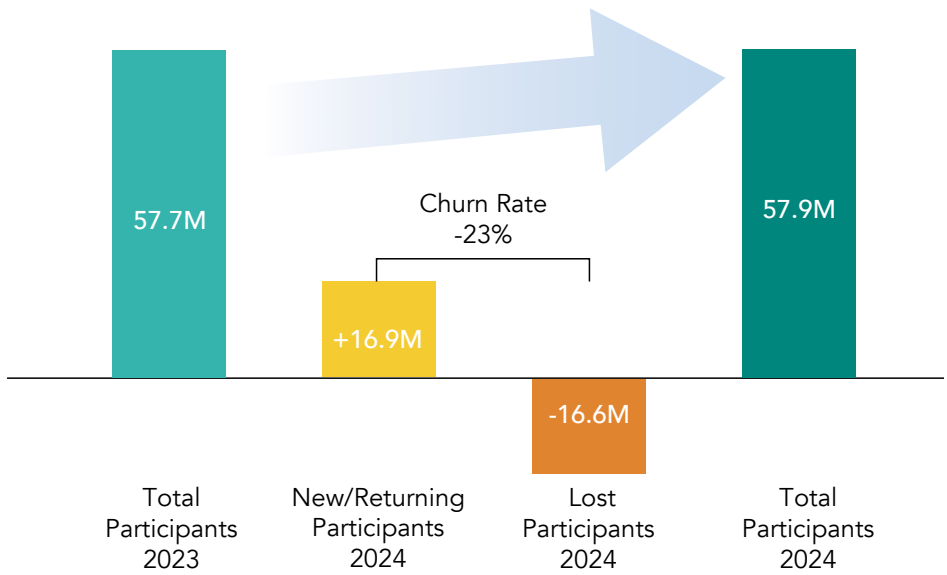 57.7M
Churn Rate
-23%
+16.9M
-16.6M
57.9M
Total
Participants
2023
New/Returning
Participants
2024
Lost
Participants
2024
Total
Participants
2024